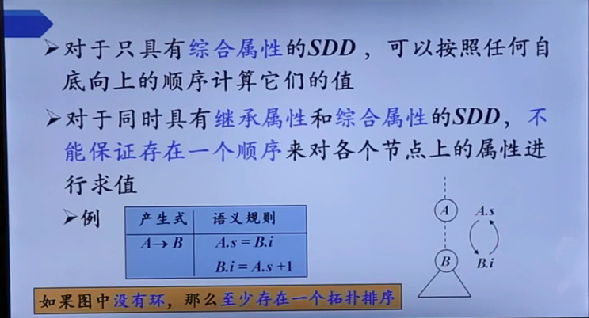 ➢对于只具有综合属性的SDD，可以按照任何自
底向上的顺序计算它们的值
➢对于同时具有继承属性和综合属性的SDD，不
能保证存在一个顺序来对各个节点上的属性进
行求值
➢例
产生式 语义规则
A→B A.s = B.i
B.i = A.s +1
A A.s
B B.i
如果图中没有环，那么至少存在一个拓扑排序